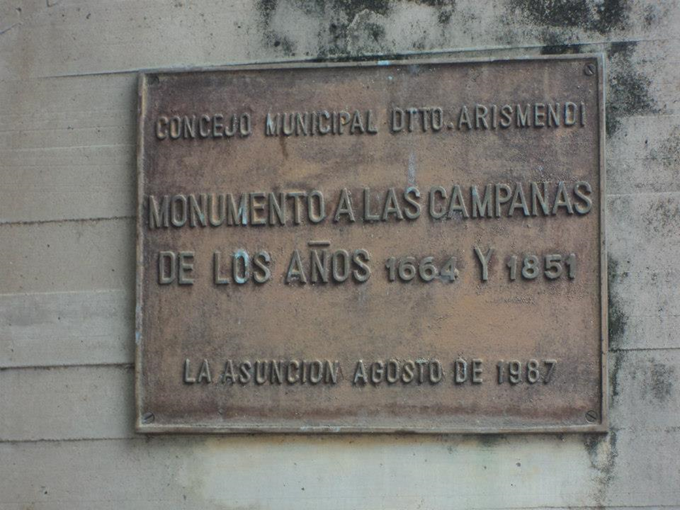 CONCEJO MUNICIPAL DTTO. ARISMENDI
MONUMENTO A LAS CAMPANAS
DE LOS AÑOS 1664 Y 1851
LA ASUNCION AGOSTO DE 1987